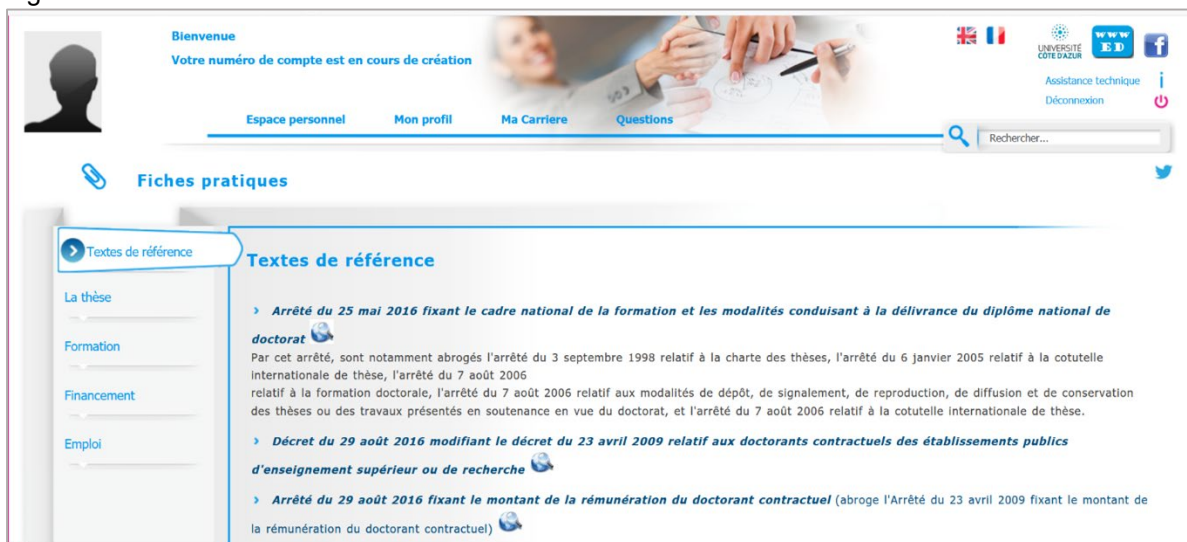 Bienvenue
Votre numéro de compte est en cours de création
UNIVERSITÉ
CÔTE D'AZUR
WWW
ED
Assistance technique
Déconnexion
Espace personnel Mon profil Ma Carriere Questions
Rechercher...
Fiches pratiques
Textes de référence
La thèse
Formation
Financement
Emploi
Textes de référence
Arrêté du 25 mai 2016 fixant le cadre national de la formation et les modalités conduisant à la délivrance du diplôme national de
doctorat
Par cet arrêté, sont notamment abrogés l'arrêté du 3 septembre 1998 relatif à la charte des thèses, l'arrêté du 6 janvier 2005 relatif à la cotutelle
internationale de thèse, l'arrêté du 7 août 2006
relatif à la formation doctorale, l'arrêté du 7 août 2006 relatif aux modalités de dépôt, de signalement, de reproduction, de diffusion et de conservation
des thèses ou des travaux présentés en soutenance en vue du doctorat, et l'arrêté du 7 août 2006 relatif à la cotutelle internationale de thèse.
Décret du 29 août 2016 modifiant le décret du 23 avril 2009 relatif aux doctorants contractuels des établissements publics
d'enseignement supérieur ou de recherche
Arrêté du 29 août 2016 fixant le montant de la rémunération du doctorant contractuel (abroge l'Arrêté du 23 avril 2009 fixant le montant de
la rémunération du doctorant contractuel)